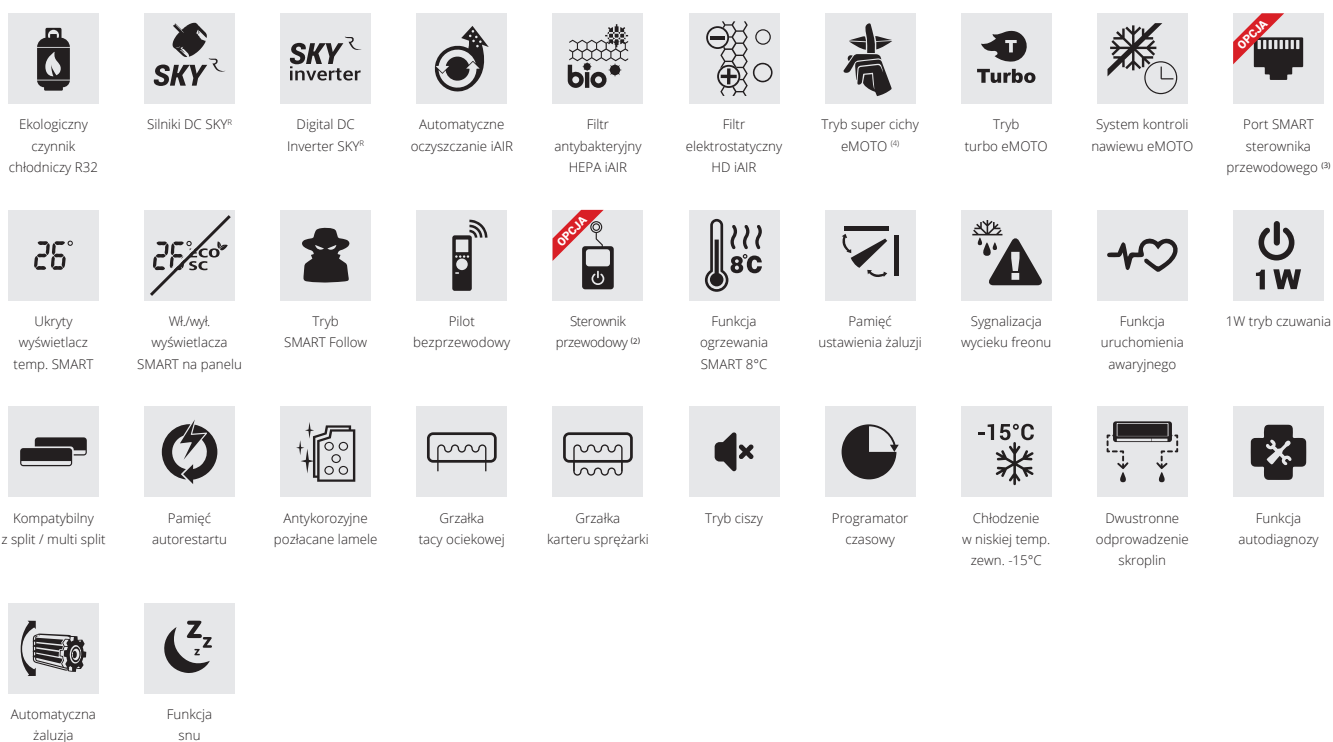 SKY R
SKY R
inverter
bio
T
Turbo
OPCJA
Ekologiczny
czynnik
chłodniczy R32
Silniki DC SKYᴿ
Digital DC
Inverter SKYᴿ
Automatyczne
oczyszczanie iAIR
Filtr
antybakteryjny
HEPA iAIR
Filtr
elektrostatyczny
HD iAIR
Tryb super cichy
eMOTO (4)
Tryb
turbo eMOTO
System kontroli
nawiewu eMOTO
Port SMART
sterownika
przewodowego (3)
26°
26° eco
SC
OPCJA
8°C
1 W
Ukryty
wyświetlacz
temp. SMART
Wł./wył.
wyświetlacza
SMART na panelu
Tryb
SMART Follow
Pilot
bezprzewodowy
Sterownik
przewodowy (2)
Funkcja
ogrzewania
SMART 8°C
Pamięć
ustawienia żaluzji
Sygnalizacja
wycieku freonu
Funkcja
uruchomienia
awaryjnego
1W tryb czuwania
-15°C
Kompatybilny
z split / multi split
Pamięć
autorestartu
Antykorozyjne
pozłacane lamele
Grzałka
tacy ociekowej
Grzałka
karteru sprężarki
Tryb ciszy
Programator
czasowy
Chłodzenie
w niskiej temp.
zewn. -15°C
Dwustronne
odprowadzenie
skroplin
Funkcja
autodiagnozy
Z z z
Automatyczna
żaluzja
Funkcja
snu